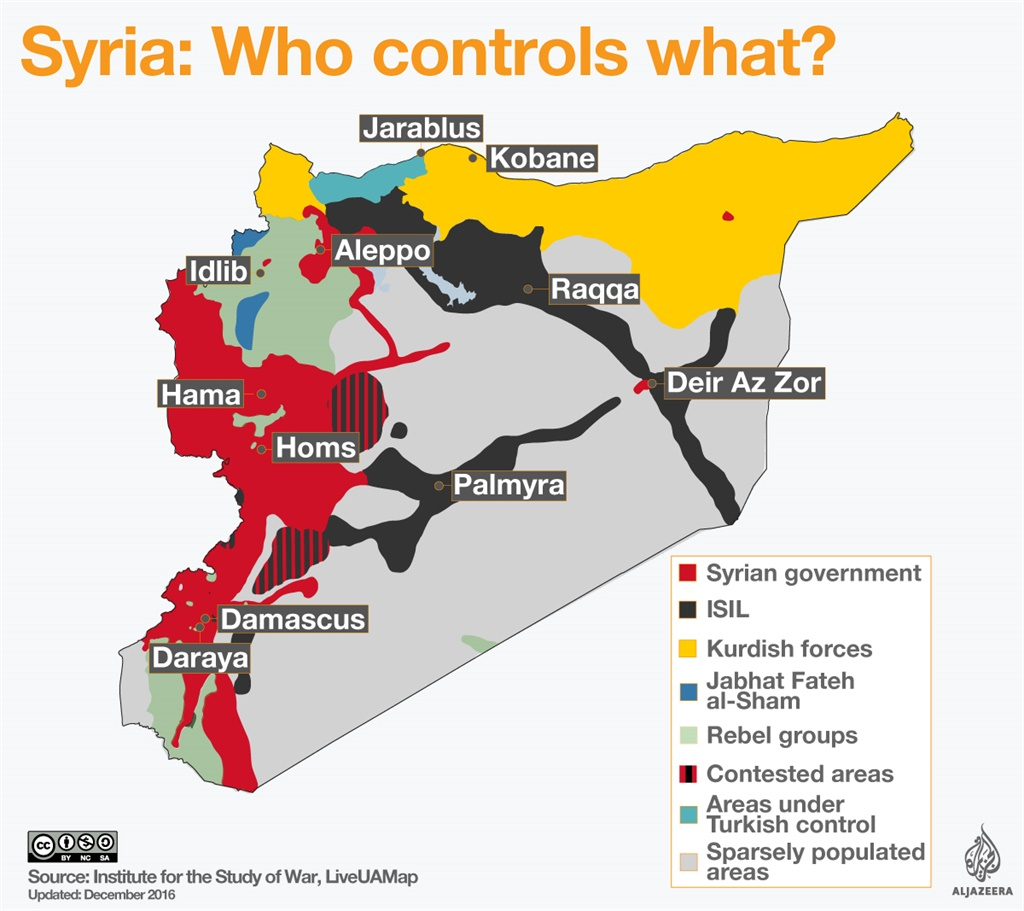 Syria: Who controls what?
Jarablus
Kobane
Aleppo
Idlib
Raqqa
Deir Az Zor
Hama
Homs
Palmyra
Damascus
Daraya
Syrian government
ISIL
Kurdish forces
Jabhat Fateh
al-Sham
Rebel groups
Contested areas
Areas under
Turkish control
Sparsely populated
areas
cc
BY NC SA
Source: Institute for the Study of War, LiveUAMap
Updated: December 2016
ALJAZEERA